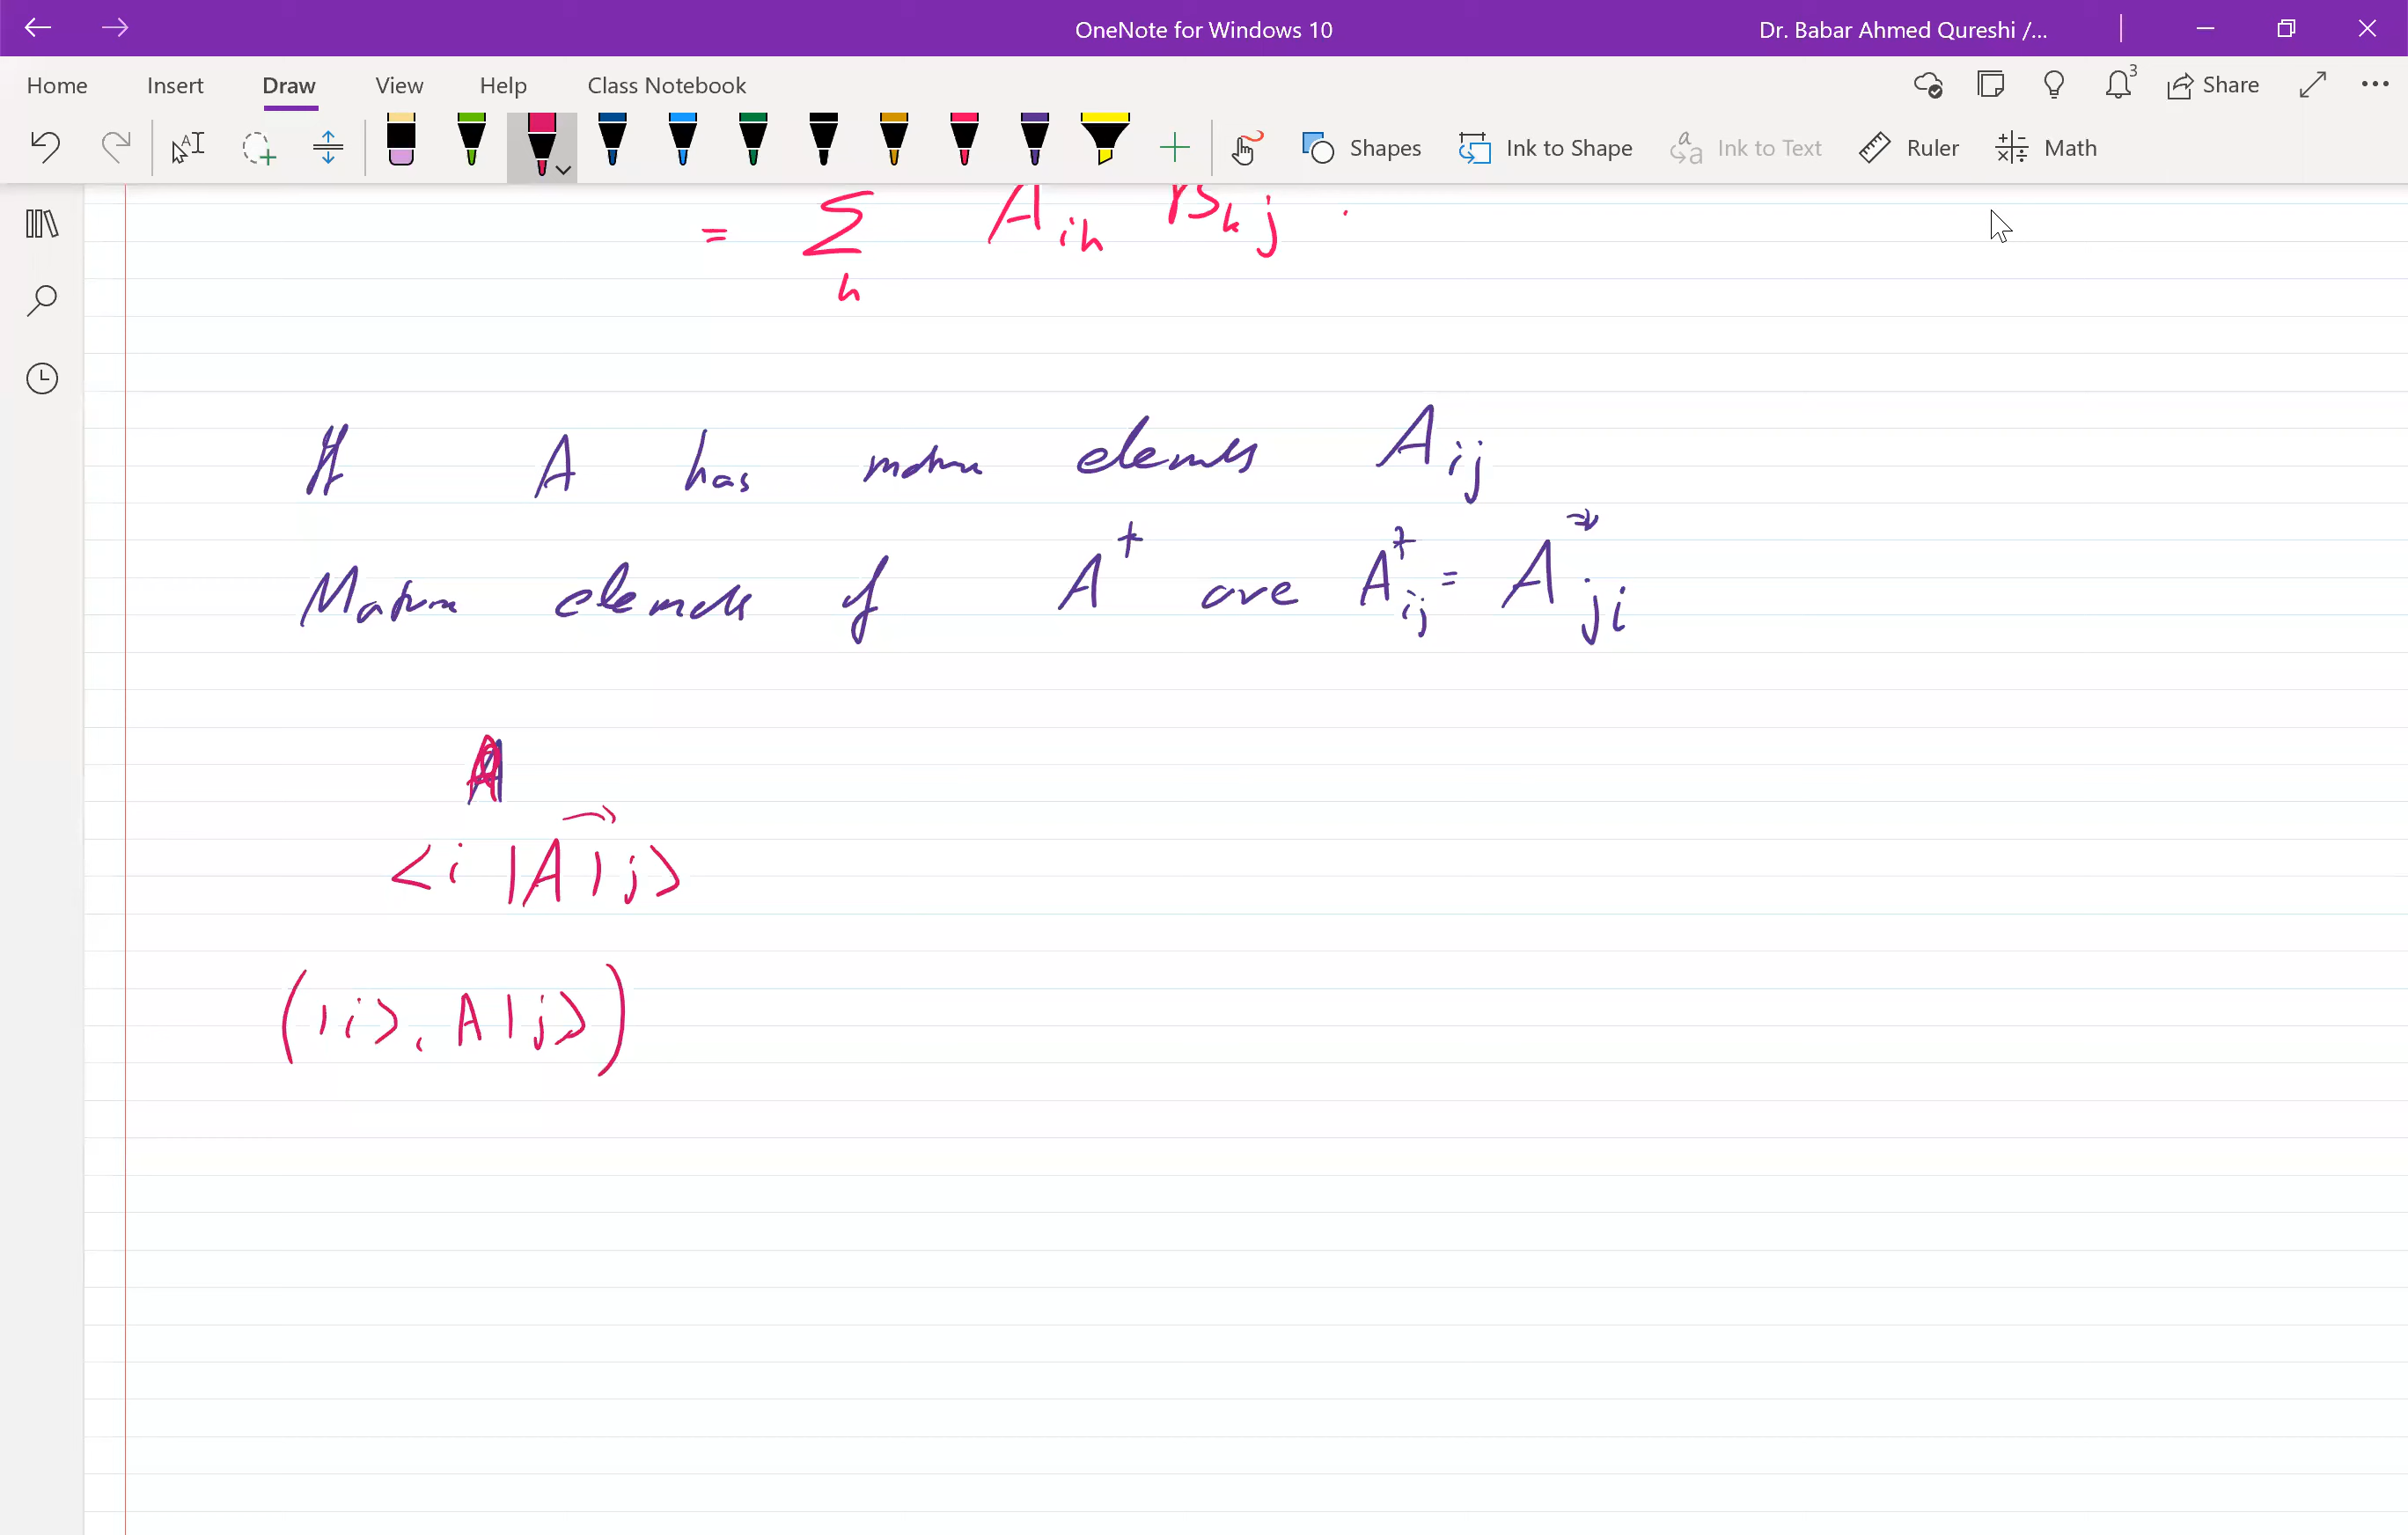 OneNote for Windows 10 Dr. Babar Ahmed Qureshi /...
Home Insert Draw View Help Class Notebook 3 Share
Shapes Ink to Shape Ink to Text Ruler Math
= Σ_k A_ik B_kj .
If A has matrix elements A_ij
Matrix elements of A^† are A^†_ij = A^*_ji
A
<i|A|j>
(|i>, A|j>)